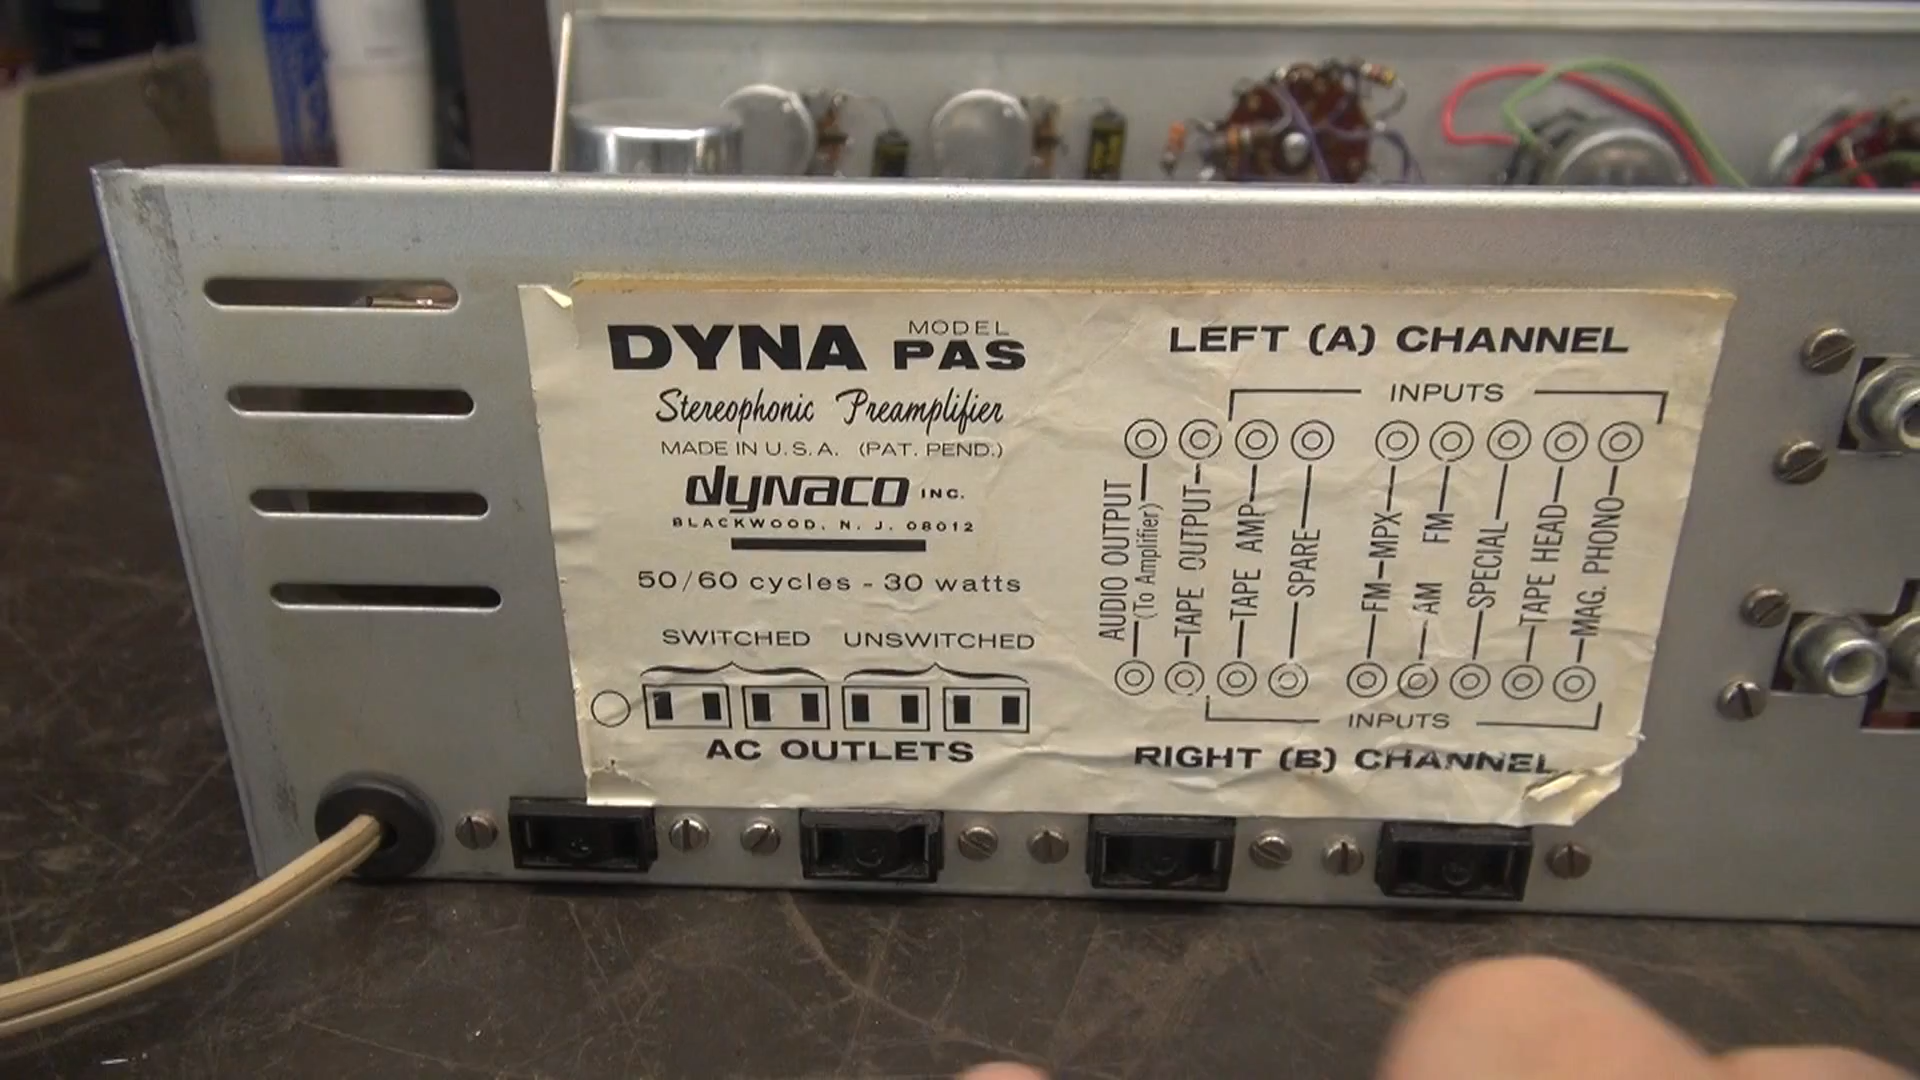 DYNA MODEL PAS
Stereophonic Preamplifier
MADE IN U.S.A. (PAT. PEND.)
dynaco INC.
BLACKWOOD, N. J. 08012
50/60 cycles - 30 watts
SWITCHED UNSWITCHED
AC OUTLETS
LEFT (A) CHANNEL
INPUTS
AUDIO OUTPUT
(To Amplifier)
TAPE OUTPUT
TAPE AMP
SPARE
FM-MPX
AM FM
SPECIAL
TAPE HEAD
MAG. PHONO
INPUTS
RIGHT (B) CHANNEL